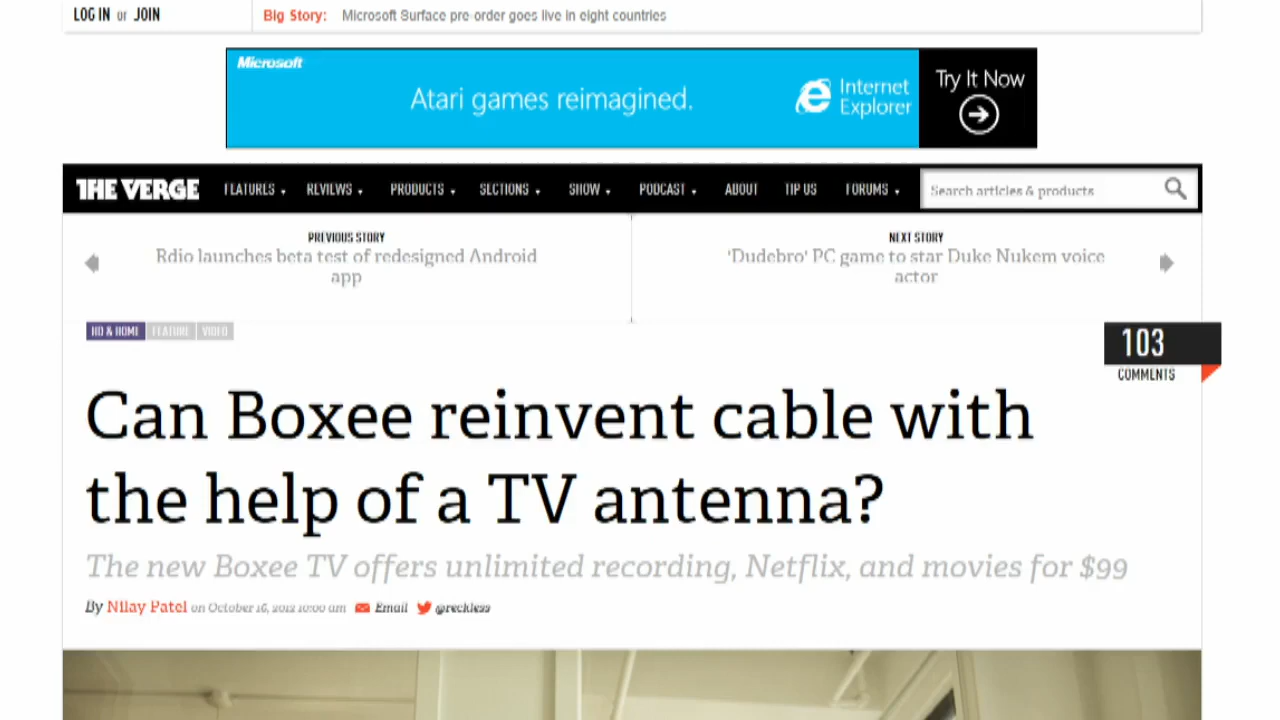 LOG IN or JOIN
Big Story: Microsoft Surface pre-order goes live in eight countries
Microsoft
Atari games reimagined.
Internet
Explorer
Try It Now
THE VERGE
FEATURES REVIEWS PRODUCTS SECTIONS SHOW PODCAST ABOUT TIP US FORUMS
Search articles & products
PREVIOUS STORY
Rdio launches beta test of redesigned Android
app
NEXT STORY
'Dudebro' PC game to star Duke Nukem voice
actor
HD & HOME FEATURE VIDEO
103
COMMENTS
Can Boxee reinvent cable with
the help of a TV antenna?
The new Boxee TV offers unlimited recording, Netflix, and movies for $99
By Nilay Patel on October 16, 2012 10:00 am Email @reckless